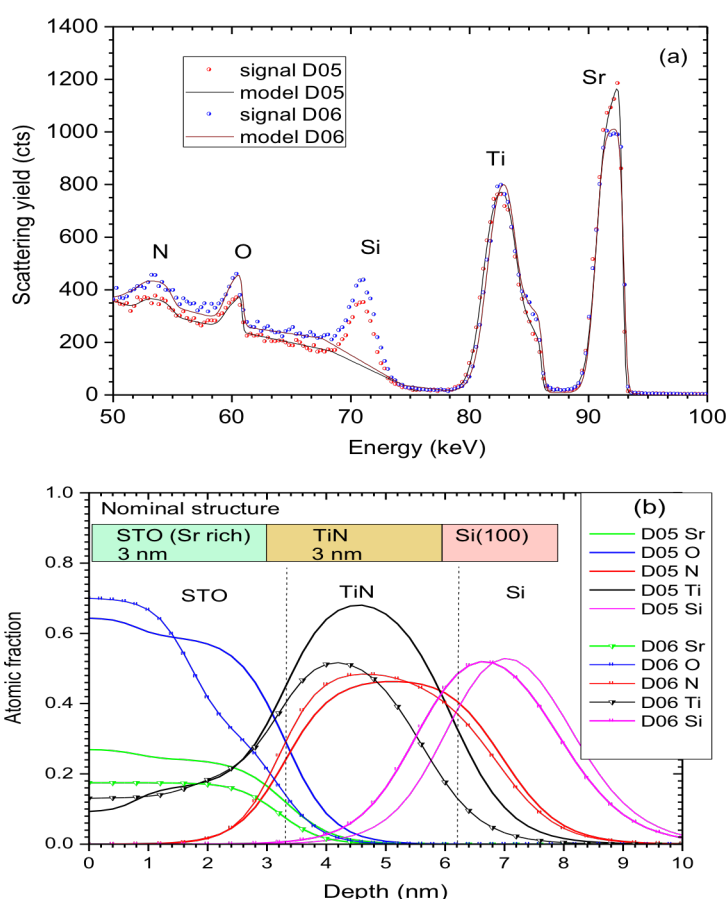 1400
1200
1000
800
600
400
200
0
Scattering yield (cts)
signal D05
model D05
signal D06
model D06
(a)
Sr
Ti
N
O
Si
50
60
70
80
90
100
Energy (keV)
1.0
0.8
0.6
0.4
0.2
0.0
Atomic fraction
Nominal structure
STO (Sr rich)
3 nm
TiN
3 nm
Si(100)
STO
TiN
Si
(b)
D05 Sr
D05 O
D05 N
D05 Ti
D05 Si
D06 Sr
D06 O
D06 N
D06 Ti
D06 Si
0
1
2
3
4
5
6
7
8
9
10
Depth (nm)